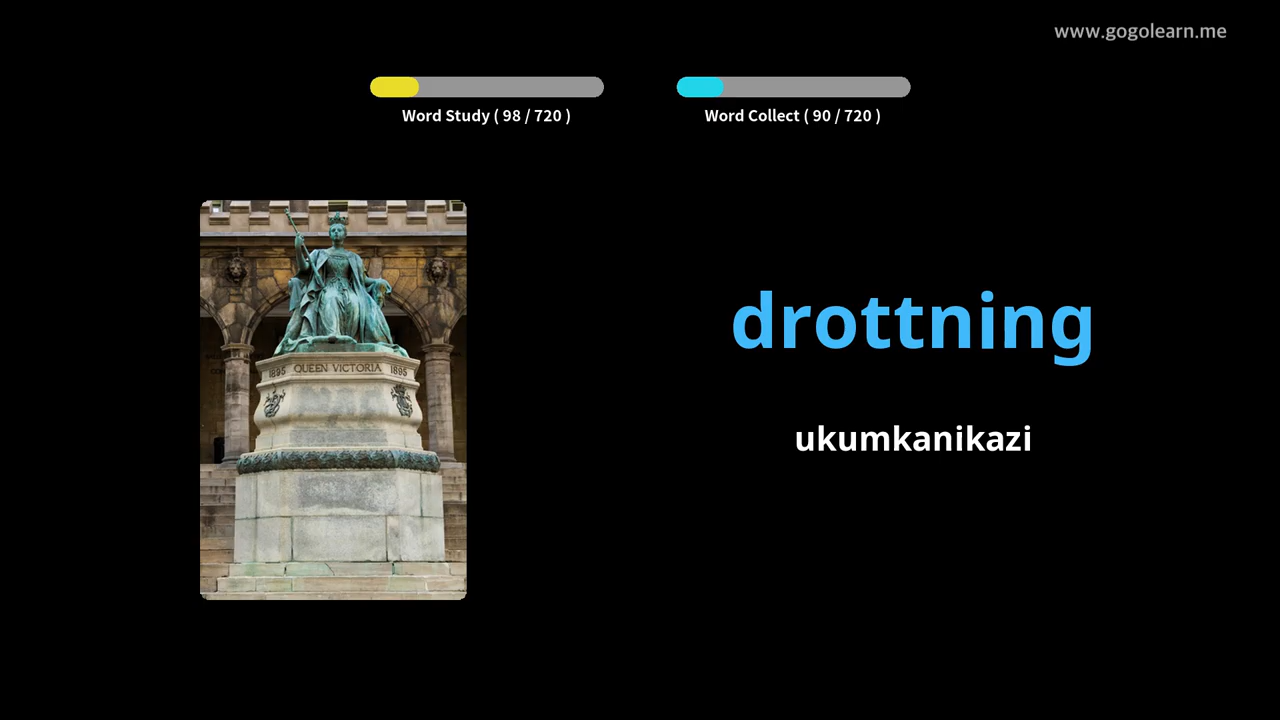 www.gogolearn.me
Word Study ( 98 / 720 )
Word Collect ( 90 / 720 )
1895 QUEEN VICTORIA 1895
drottning
ukumkanikazi